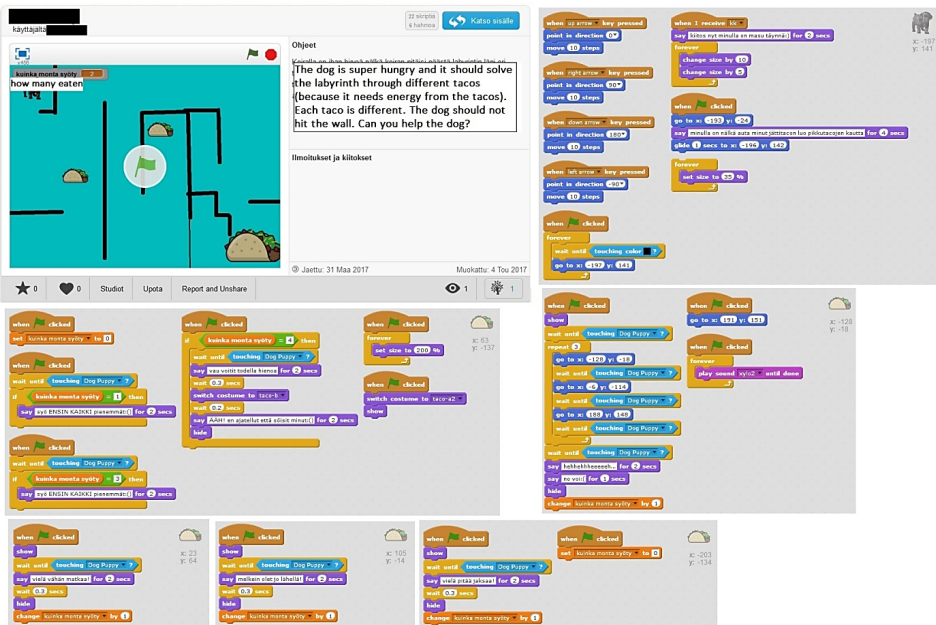 käyttäjältä
22 skriptiä
6 hahmoa
Katso sisälle
kuinka monta syöty 2
how many eaten
Ohjeet
The dog is super hungry and it should solve
the labyrinth through different tacos
(because it needs energy from the tacos).
Each taco is different. The dog should not
hit the wall. Can you help the dog?
Ilmoitukset ja kiitokset
Jaettu: 31 Maa 2017 Muokattu: 4 Tou 2017
0 0 Studiot Upota Report and Unshare 1 1
when up arrow key pressed
point in direction 0
move 10 steps
when right arrow key pressed
point in direction 90
move 10 steps
when down arrow key pressed
point in direction 180
move 10 steps
when left arrow key pressed
point in direction -90
move 10 steps
when clicked
forever
wait until touching color ?
go to x: -197 y: 141
when I receive kk
say kiitos nyt minulla on masu täynnä:) for 2 secs
forever
change size by 10
change size by 5
when clicked
go to x: -193 y: -24
say minulla on nälkä auta minut jättitacon luo pikkutacojen kautta for 4 secs
glide 1 secs to x: -196 y: 142
forever
set size to 35 %
x: -197
y: 141
when clicked
set kuinka monta syöty to 0
when clicked
wait until touching Dog Puppy ?
if kuinka monta syöty = 1 then
say syö ENSIN KAIKKI pienemmät:() for 2 secs
when clicked
wait until touching Dog Puppy ?
if kuinka monta syöty = 3 then
say syö ENSIN KAIKKI pienemmät:() for 2 secs
when clicked
if kuinka monta syöty = 4 then
wait until touching Dog Puppy ?
say vau voitit todella hienoa for 2 secs
wait 0.3 secs
switch costume to taco-b
wait 0.2 secs
say AAH! en ajatellut että söisit minut:() for 2 secs
hide
when clicked
forever
set size to 200 %
when clicked
switch costume to taco-a2
show
x: 63
y: -137
when clicked
show
wait until touching Dog Puppy ?
repeat 3
go to x: -128 y: -18
wait until touching Dog Puppy ?
go to x: -6 y: -114
wait until touching Dog Puppy ?
go to x: 188 y: 148
wait until touching Dog Puppy ?
wait until touching Dog Puppy ?
say hehhehhheeeeeh... for 2 secs
say no voi:( for 1 secs
hide
change kuinka monta syöty by 1
when clicked
go to x: 191 y: 151
when clicked
forever
play sound xylo2 until done
x: -128
y: -18
when clicked
show
wait until touching Dog Puppy ?
say vielä vähän matkaa! for 2 secs
wait 0.3 secs
hide
change kuinka monta syöty by 1
x: 23
y: 64
when clicked
show
wait until touching Dog Puppy ?
say melkein olet jo lähellä! for 2 secs
wait 0.3 secs
hide
change kuinka monta syöty by 1
x: 105
y: -14
when clicked
show
wait until touching Dog Puppy ?
say vielä pitää jaksaa! for 2 secs
wait 0.3 secs
hide
change kuinka monta syöty by 1
when clicked
set kuinka monta syöty to 0
x: -203
y: -134